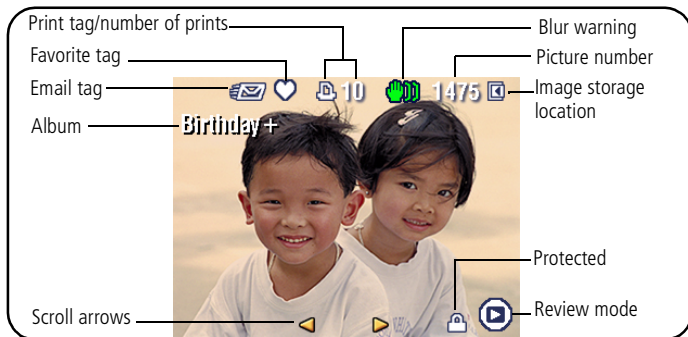 Print tag/number of prints
Favorite tag
Email tag
Album
Scroll arrows
10
1475
Birthday+
Blur warning
Picture number
Image storage
location
Protected
Review mode